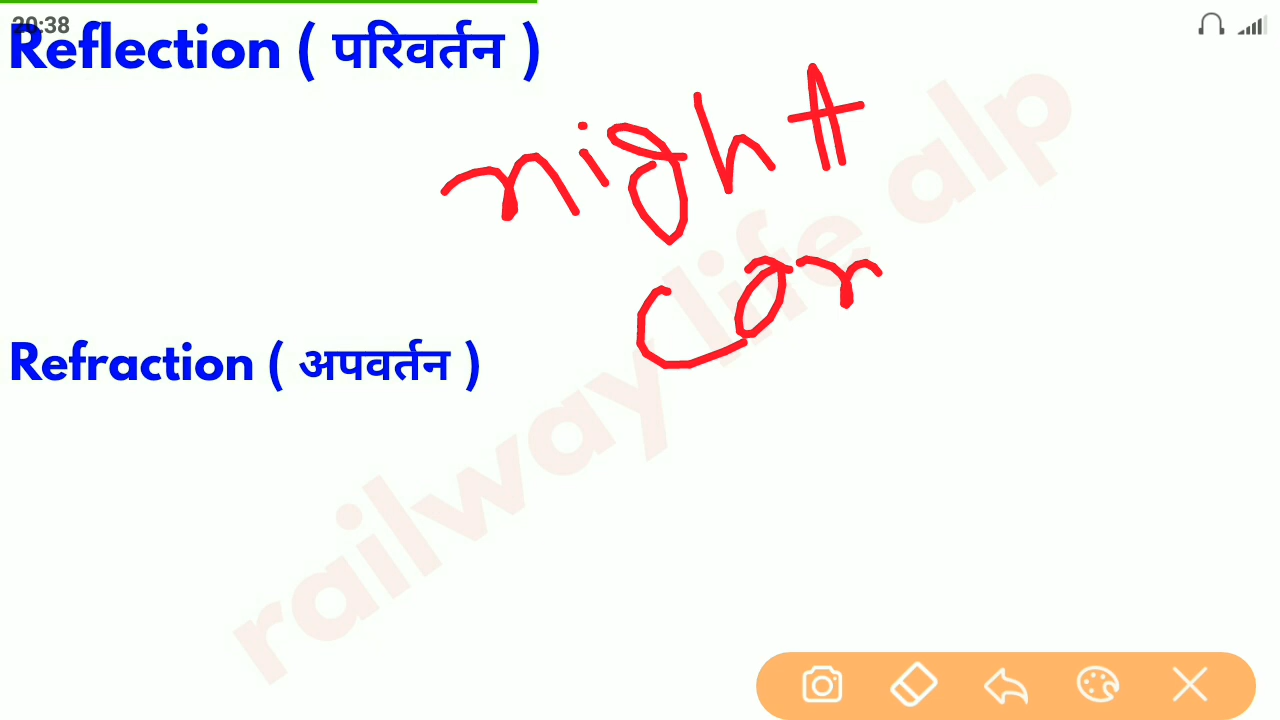 20:38
Reflection ( परिवर्तन )
night
car
Refraction ( अपवर्तन )
railway life alp